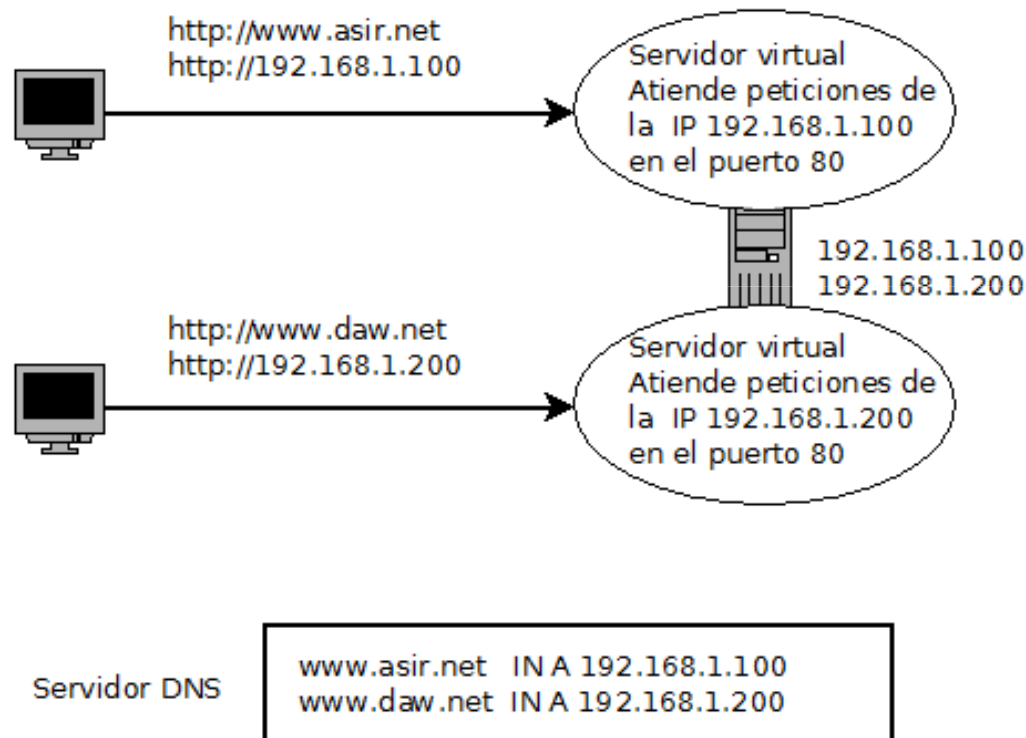 http://www.asir.net
http://192.168.1.100
Servidor virtual
Atiende peticiones de
la IP 192.168.1.100
en el puerto 80
192.168.1.100
192.168.1.200
http://www.daw.net
http://192.168.1.200
Servidor virtual
Atiende peticiones de
la IP 192.168.1.200
en el puerto 80
Servidor DNS
www.asir.net IN A 192.168.1.100
www.daw.net IN A 192.168.1.200